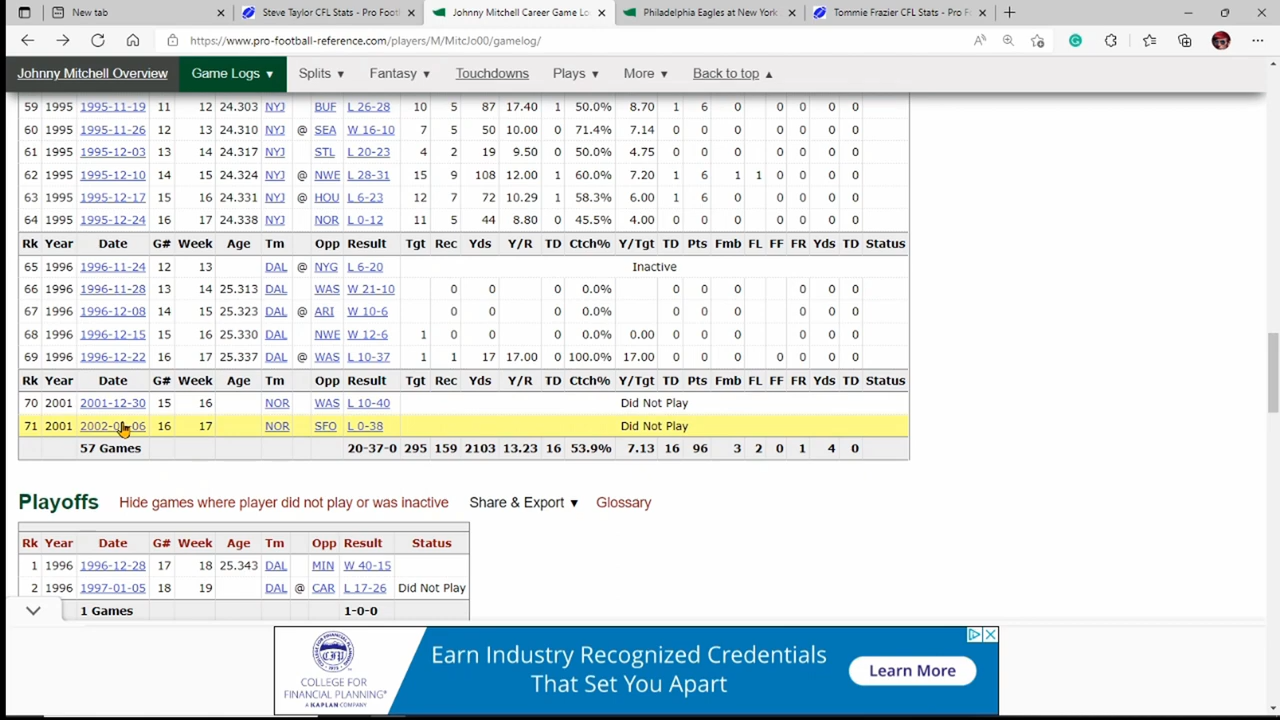 New tab Steve Taylor CFL Stats - Pro Footl Johnny Mitchell Career Game Lo Philadelphia Eagles at New York Tommie Frazier CFL Stats - Pro F
https://www.pro-football-reference.com/players/M/MitcJo00/gamelog/
Johnny Mitchell Overview Game Logs ▼ Splits ▼ Fantasy ▼ Touchdowns Plays ▼ More ▼ Back to top ▲
59 1995 1995-11-19 11 12 24.303 NYJ BUF L 26-28 10 5 87 17.40 1 50.0% 8.70 1 6 0 0 0 0 0
60 1995 1995-11-26 12 13 24.310 NYJ @ SEA W 16-10 7 5 50 10.00 0 71.4% 7.14 0 0 0 0 0 0 0
61 1995 1995-12-03 13 14 24.317 NYJ STL L 20-23 4 2 19 9.50 0 50.0% 4.75 0 0 0 0 0 0 0
62 1995 1995-12-10 14 15 24.324 NYJ @ NWE L 28-31 15 9 108 12.00 1 60.0% 7.20 1 6 1 1 0 0 0 0
63 1995 1995-12-17 15 16 24.331 NYJ @ HOU L 6-23 12 7 72 10.29 1 58.3% 6.00 1 6 0 0 0 0 0
64 1995 1995-12-24 16 17 24.338 NYJ NOR L 0-12 11 5 44 8.80 0 45.5% 4.00 0 0 0 0 0 0 0
Rk Year Date G# Week Age Tm Opp Result Tgt Rec Yds Y/R TD Ctch% Y/Tgt TD Pts Fmb FL FF FR Yds TD Status
65 1996 1996-11-24 12 13 DAL @ NYG L 6-20 Inactive
66 1996 1996-11-28 13 14 25.313 DAL WAS W 21-10 0 0 0 0.0% 0 0 0 0 0 0 0
67 1996 1996-12-08 14 15 25.323 DAL @ ARI W 10-6 0 0 0 0.0% 0 0 0 0 0 0 0
68 1996 1996-12-15 15 16 25.330 DAL NWE W 12-6 1 0 0 0 0.0% 0.00 0 0 0 0 0 0 0
69 1996 1996-12-22 16 17 25.337 DAL @ WAS L 10-37 1 1 17 17.00 0 100.0% 17.00 0 0 0 0 0 0 0
Rk Year Date G# Week Age Tm Opp Result Tgt Rec Yds Y/R TD Ctch% Y/Tgt TD Pts Fmb FL FF FR Yds TD Status
70 2001 2001-12-30 15 16 NOR WAS L 10-40 Did Not Play
71 2001 16 17 NOR SFO L 0-38 Did Not Play
57 Games 20-37-0 295 159 2103 13.23 16 53.9% 7.13 16 96 3 2 0 1 4 0
Playoffs Hide games where player did not play or was inactive Share & Export ▼ Glossary
Rk Year Date G# Week Age Tm Opp Result Status
1 1996 1996-12-28 17 18 25.343 DAL MIN W 40-15
2 1996 1997-01-05 18 19 DAL @ CAR L 17-26 Did Not Play
1 Games 1-0-0
COLLEGE FOR
FINANCIAL PLANNING
A KAPLAN COMPANY
Earn Industry Recognized Credentials
That Set You Apart
Learn More